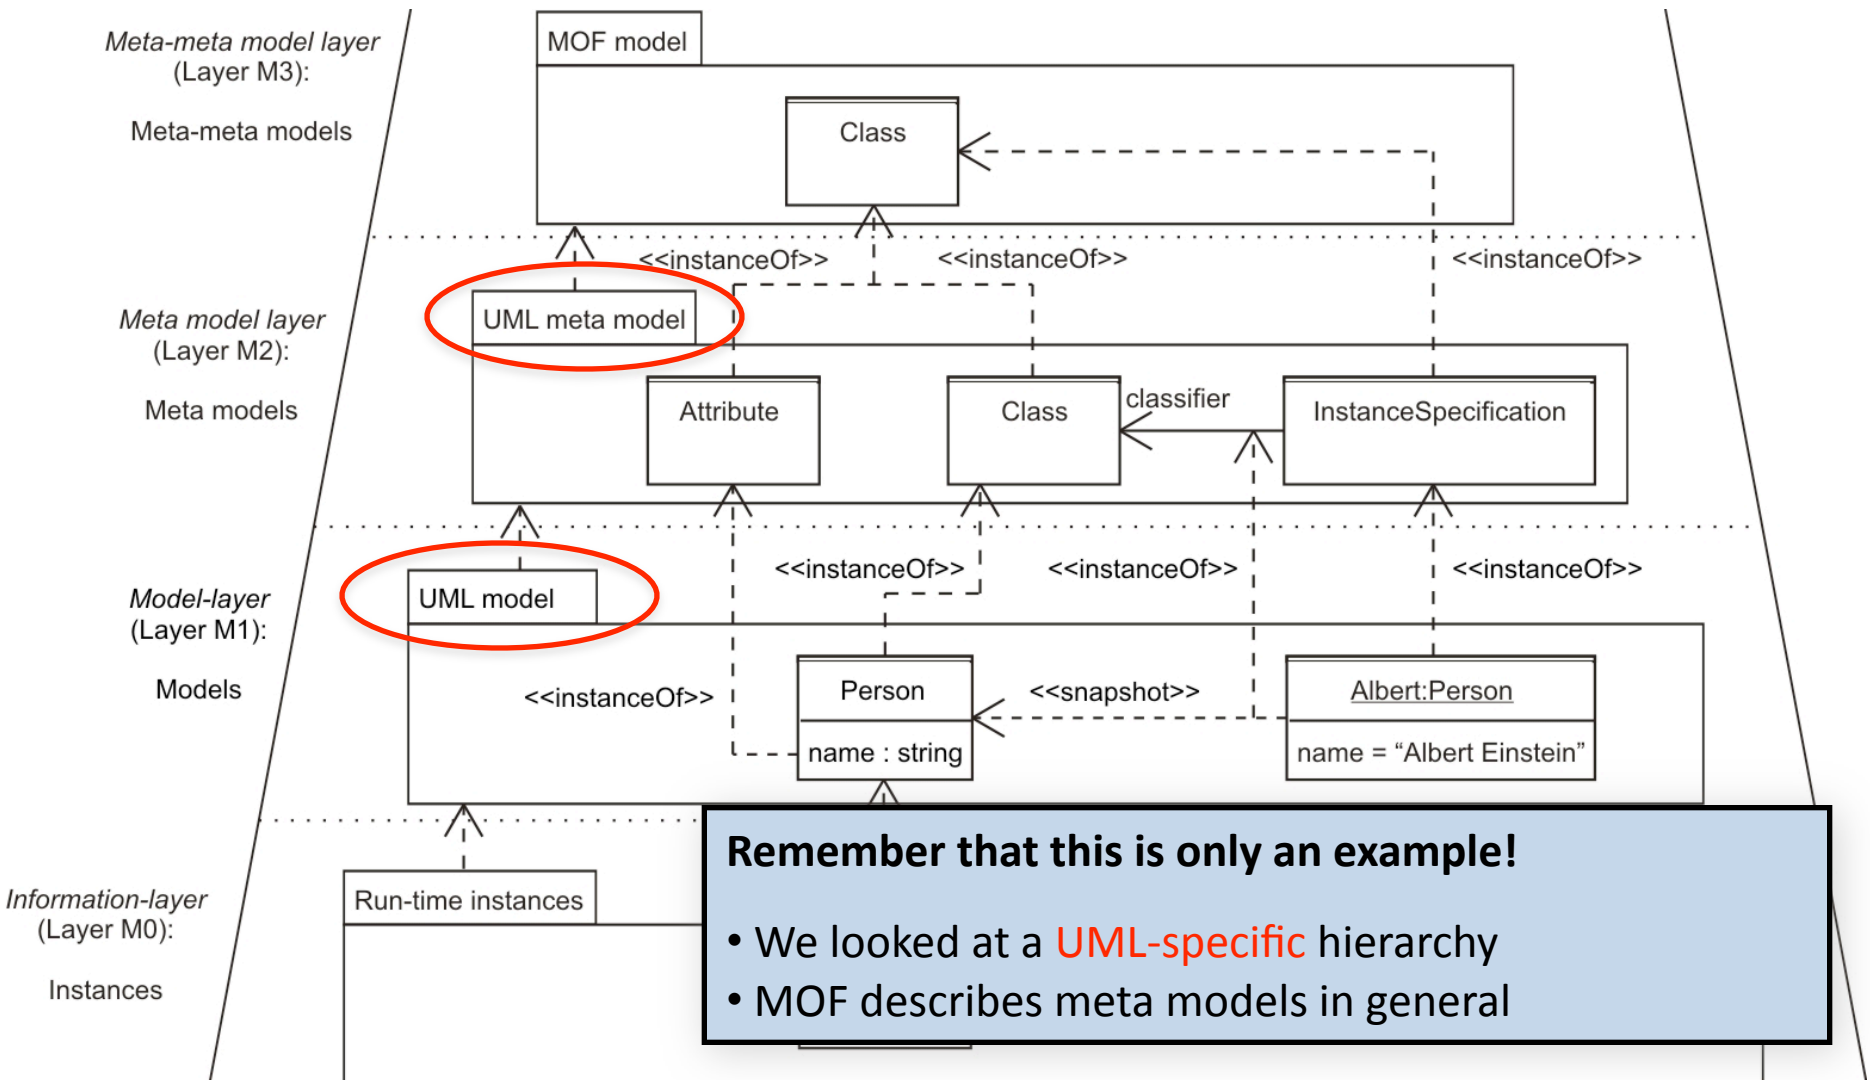 Meta-meta model layer
(Layer M3):
Meta-meta models
MOF model
Class
<<instanceOf>>
<<instanceOf>>
<<instanceOf>>
Meta model layer
(Layer M2):
Meta models
UML meta model
Attribute
Class
classifier
InstanceSpecification
<<instanceOf>>
<<instanceOf>>
<<instanceOf>>
Model-layer
(Layer M1):
Models
UML model
<<instanceOf>>
Person
name : string
<<snapshot>>
Albert:Person
name = “Albert Einstein”
Information-layer
(Layer M0):
Instances
Run-time instances
Remember that this is only an example!
• We looked at a UML-specific hierarchy
• MOF describes meta models in general